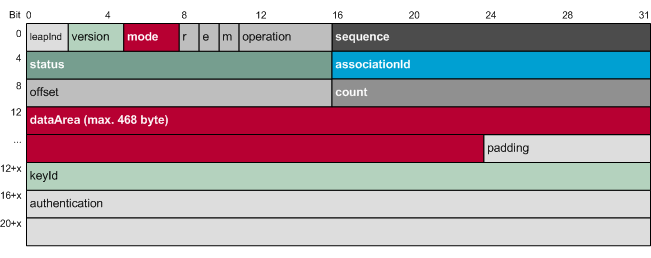 Bit 0 4 8 12 16 20 24 28 31
0 leapInd version mode r e m operation sequence
4 status associationId
8 offset count
12 dataArea (max. 468 byte)
... padding
12+x keyId
16+x authentication
20+x